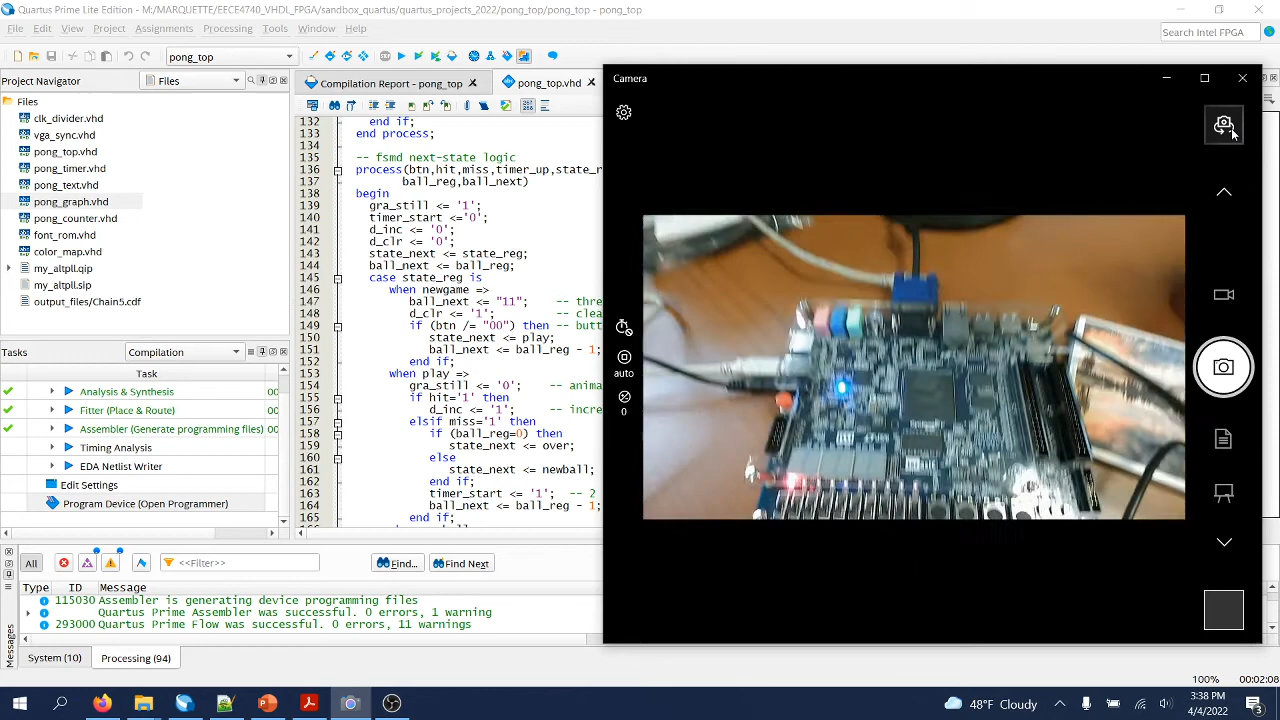 Quartus Prime Lite Edition - M:/MARQUETTE/EECE4740_VHDL_FPGA/sandbox_quartus/quartus_projects_2022/pong_top/pong_top - pong_top
File Edit View Project Assignments Processing Tools Window Help
Search Intel FPGA
pong_top
Project Navigator Files
Files
clk_divider.vhd
vga_sync.vhd
pong_top.vhd
pong_timer.vhd
pong_text.vhd
pong_graph.vhd
pong_counter.vhd
font_rom.vhd
color_map.vhd
my_altpll.qip
my_altpll.sip
output_files/Chain5.cdf
Tasks Compilation
Task
Analysis & Synthesis 00
Fitter (Place & Route) 00
Assembler (Generate programming files) 00
Timing Analysis
EDA Netlist Writer
Edit Settings
Program Device (Open Programmer)
Compilation Report - pong_top
pong_top.vhd
132 end if;
133 end process;
134
135 -- fsmd next-state logic
136 process(btn,hit,miss,timer_up,state_r
137 ball_reg,ball_next)
138 begin
139 gra_still <= '1';
140 timer_start <='0';
141 d_inc <= '0';
142 d_clr <= '0';
143 state_next <= state_reg;
144 ball_next <= ball_reg;
145 case state_reg is
146 when newgame =>
147 ball_next <= "11"; -- thre
148 d_clr <= '1'; -- clea
149 if (btn /= "00") then -- butt
150 state_next <= play;
151 ball_next <= ball_reg - 1;
152 end if;
153 when play =>
154 gra_still <= '0'; -- anima
155 if hit='1' then
156 d_inc <= '1'; -- incre
157 elsif miss='1' then
158 if (ball_reg=0) then
159 state_next <= over;
160 else
161 state_next <= newball;
162 end if;
163 timer_start <= '1'; -- 2
164 ball_next <= ball_reg - 1;
165 end if;
Camera
auto
0
All <<Filter>> Find... Find Next
Type ID Message
115030 Assembler is generating device programming files
Quartus Prime Assembler was successful. 0 errors, 1 warning
293000 Quartus Prime Flow was successful. 0 errors, 11 warnings
Messages
System (10) Processing (94)
100% 00:02:08
48°F Cloudy
3:38 PM
4/4/2022
3